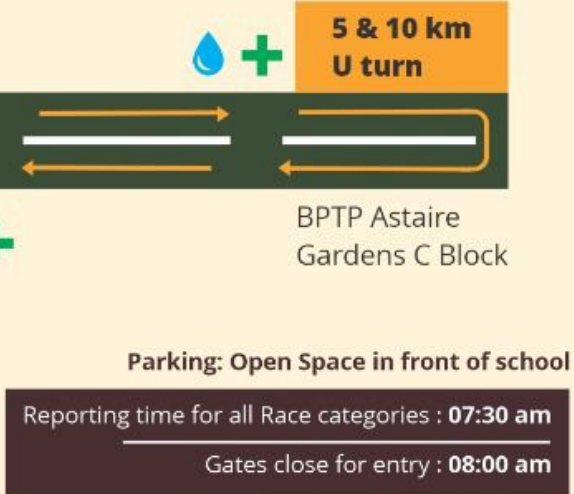 5 & 10 km
U turn
BPTP Astaire
Gardens C Block
Parking: Open Space in front of school
Reporting time for all Race categories : 07:30 am
Gates close for entry : 08:00 am